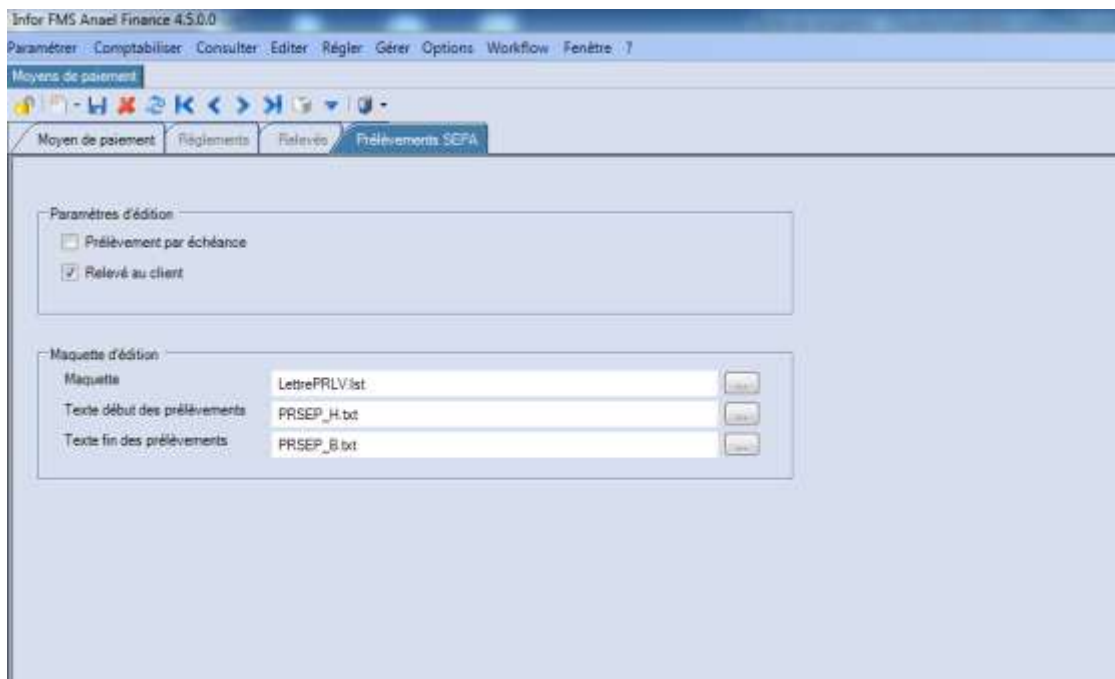 Infor FMS Anael Finance 4.5.0.0
Paramétrer Comptabiliser Consulter Editer Régler Gérer Options Workflow Fenêtre ?
Moyens de paiement
Moyen de paiement Règlements Relevés Prélèvements SEPA
Paramètres d'édition
Prélèvement par échéance
Relevé au client
Maquette d'édition
Maquette LettrePRLV.lst ...
Texte début des prélèvements PRSEP_H.txt ...
Texte fin des prélèvements PRSEP_B.txt ...